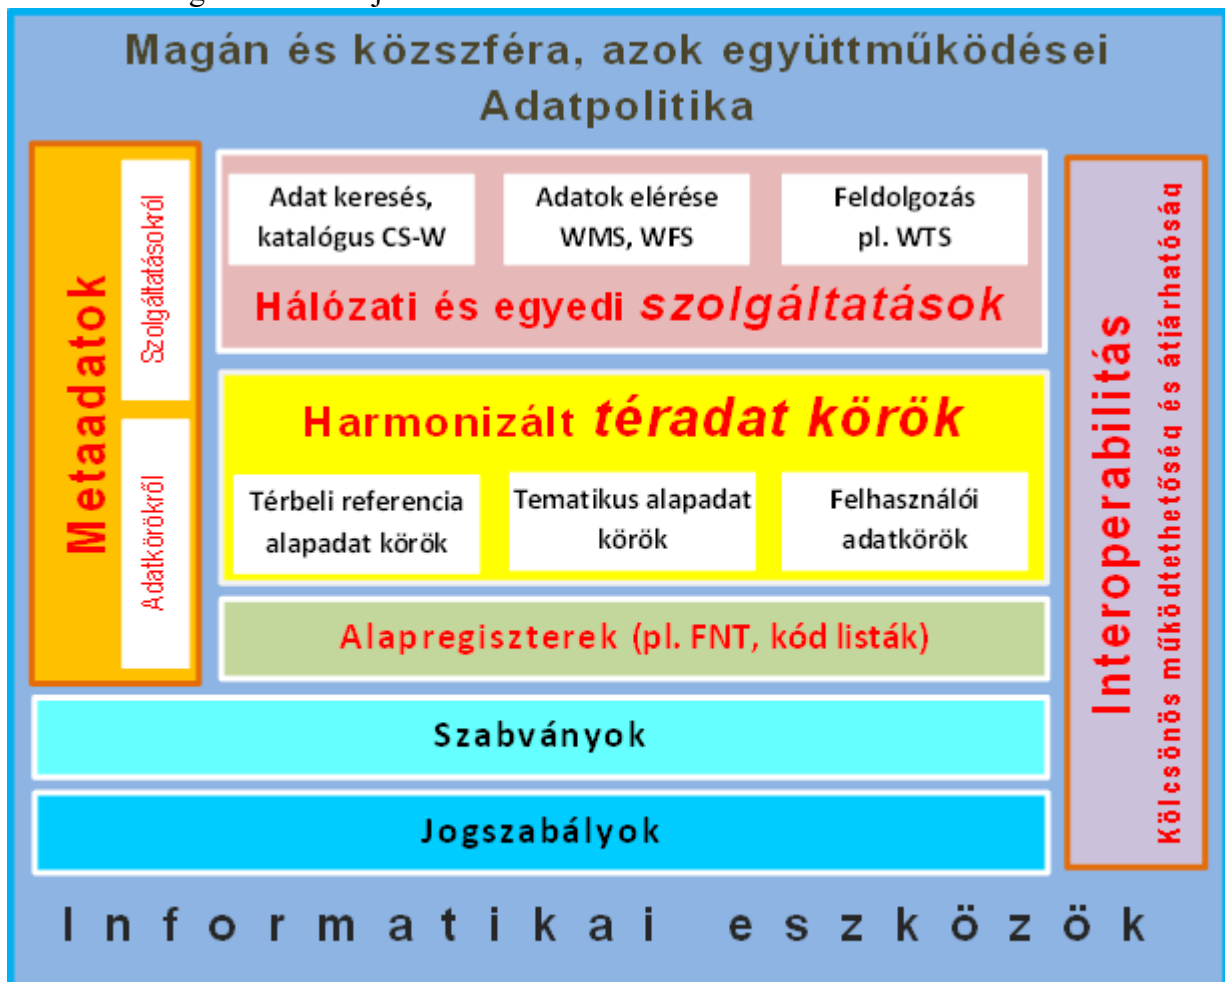 Magán és közszféra, azok együttműködései
Adatpolitika
Metaadatok
Szolgáltatásokról
Adatkörökről
Adat keresés,
katalógus CS-W
Adatok elérése
WMS, WFS
Feldolgozás
pl. WTS
Hálózati és egyedi szolgáltatások
Harmonizált téradat körök
Térbeli referencia
alapadat körök
Tematikus alapadat
körök
Felhasználói
adatkörök
Alapregiszterek (pl. FNT, kód listák)
Szabványok
Jogszabályok
Interoperabilitás
Kölcsönös működtethetőség és átjárhatóság
Informatikai eszközök